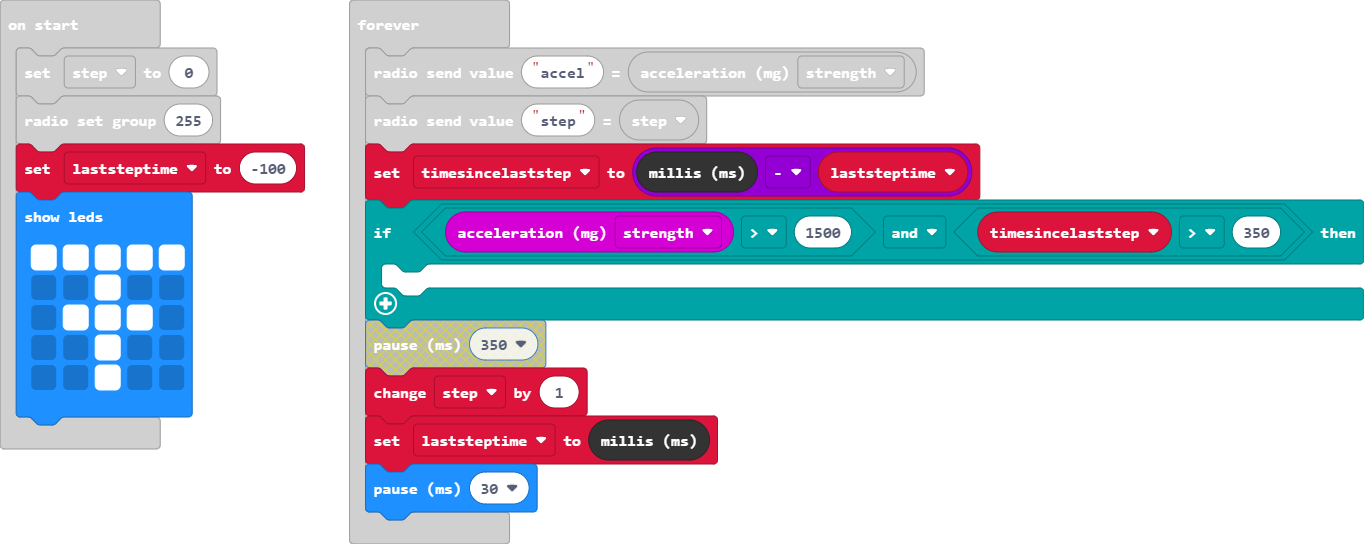 on start
set step to 0
radio set group 255
set laststeptime to -100
show leds
forever
radio send value "accel" = acceleration (mg) strength
radio send value "step" = step
set timesincelaststep to millis (ms) - laststeptime
if acceleration (mg) strength > 1500 and timesincelaststep > 350 then
pause (ms) 350
change step by 1
set laststeptime to millis (ms)
pause (ms) 30